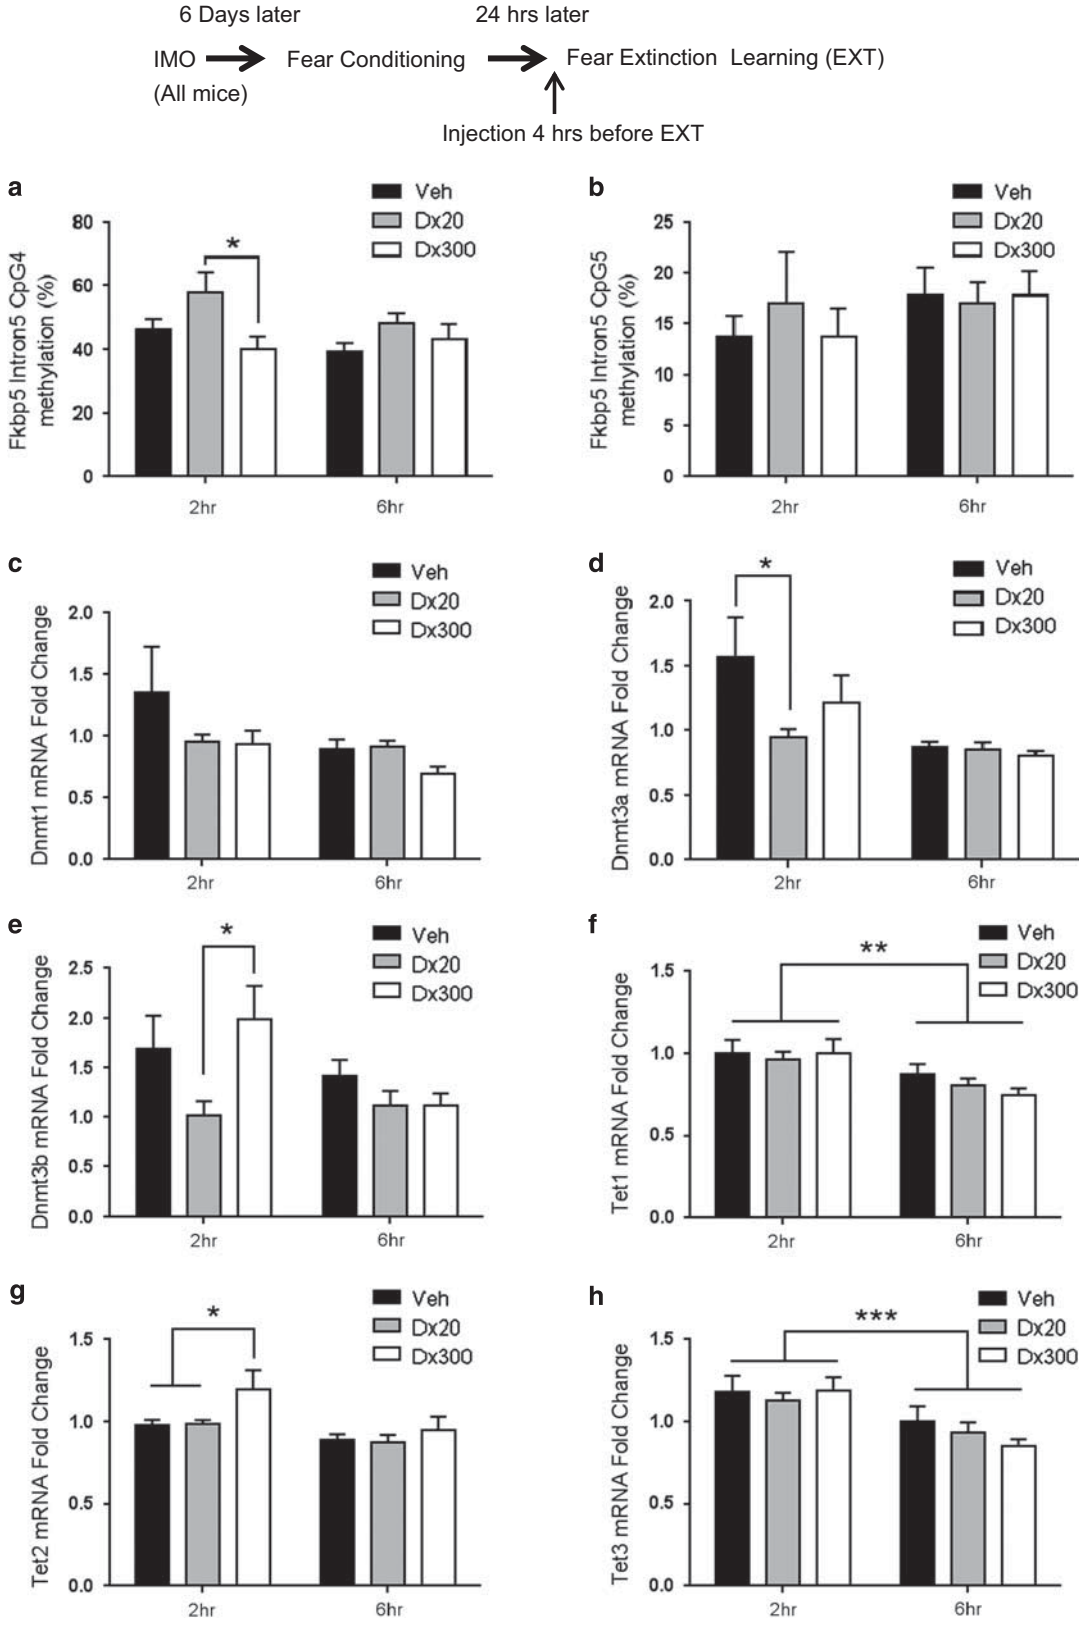 6 Days later 24 hrs later
IMO Fear Conditioning Fear Extinction Learning (EXT)
(All mice)
Injection 4 hrs before EXT
a
Veh
Dx20
Dx300
Fkbp5 Intron5 CpG4
methylation (%)
80
60
40
20
0
*
2hr 6hr
b
Veh
Dx20
Dx300
Fkbp5 Intron5 CpG5
methylation (%)
25
20
15
10
5
0
2hr 6hr
c
Veh
Dx20
Dx300
Dnmt1 mRNA Fold Change
2.0
1.5
1.0
0.5
0.0
2hr 6hr
d
Veh
Dx20
Dx300
Dnmt3a mRNA Fold Change
2.0
1.5
1.0
0.5
0.0
*
2hr 6hr
e
Veh
Dx20
Dx300
Dnmt3b mRNA Fold Change
2.5
2.0
1.5
1.0
0.5
0.0
*
2hr 6hr
f
Veh
Dx20
Dx300
Tet1 mRNA Fold Change
1.5
1.0
0.5
0.0
**
2hr 6hr
g
Veh
Dx20
Dx300
Tet2 mRNA Fold Change
1.5
1.0
0.5
0.0
*
2hr 6hr
h
Veh
Dx20
Dx300
Tet3 mRNA Fold Change
1.5
1.0
0.5
0.0
***
2hr 6hr